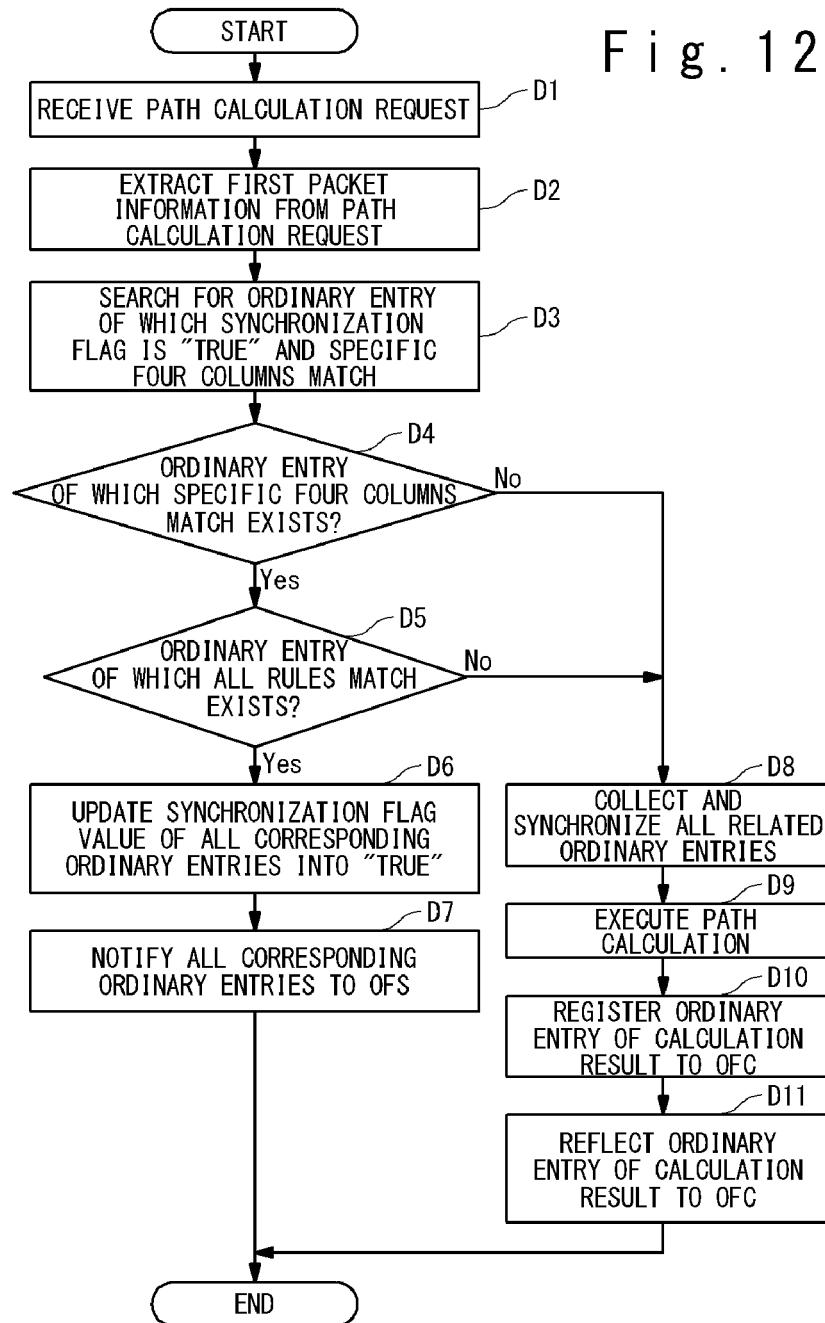 Fig. 12
START
D1
RECEIVE PATH CALCULATION REQUEST
D2
EXTRACT FIRST PACKET
INFORMATION FROM PATH
CALCULATION REQUEST
D3
SEARCH FOR ORDINARY ENTRY
OF WHICH SYNCHRONIZATION
FLAG IS "TRUE" AND SPECIFIC
FOUR COLUMNS MATCH
D4
ORDINARY ENTRY
OF WHICH SPECIFIC FOUR COLUMNS
MATCH EXISTS?
No
Yes
D5
ORDINARY ENTRY
OF WHICH ALL RULES MATCH
EXISTS?
No
Yes
D6
UPDATE SYNCHRONIZATION FLAG
VALUE OF ALL CORRESPONDING
ORDINARY ENTRIES INTO "TRUE"
D7
NOTIFY ALL CORRESPONDING
ORDINARY ENTRIES TO OFS
D8
COLLECT AND
SYNCHRONIZE ALL RELATED
ORDINARY ENTRIES
D9
EXECUTE PATH
CALCULATION
D10
REGISTER ORDINARY
ENTRY OF CALCULATION
RESULT TO OFC
D11
REFLECT ORDINARY
ENTRY OF CALCULATION
RESULT TO OFC
END